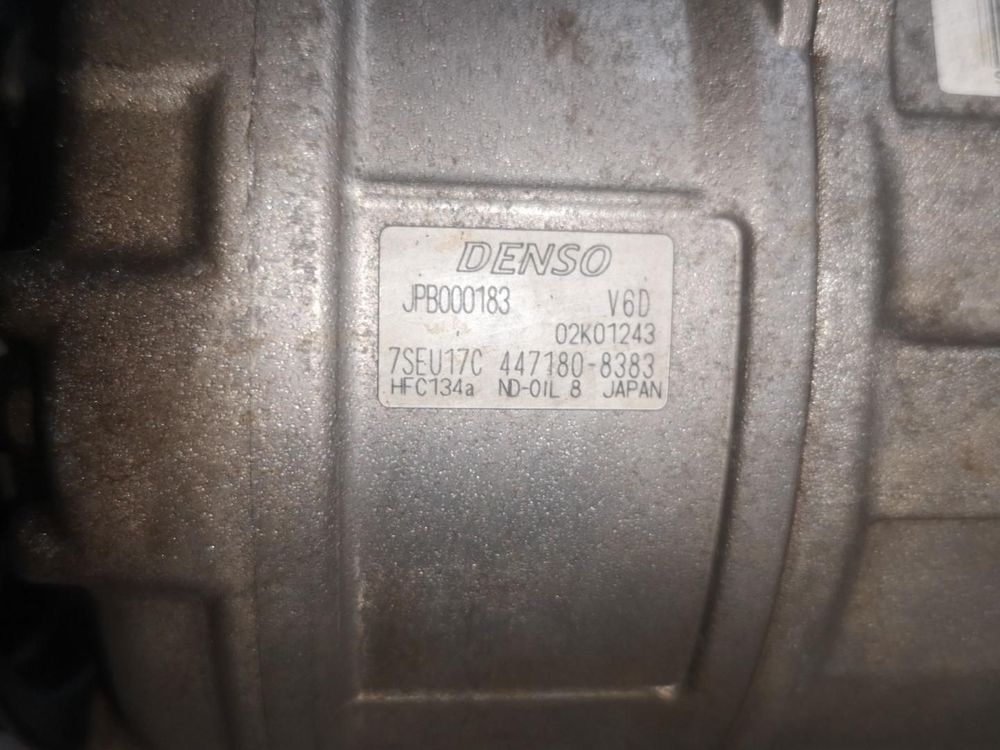 DENSO
JPB000183 V6D
02K01243
7SEU17C 447180-8383
HFC134a ND-OIL 8 JAPAN